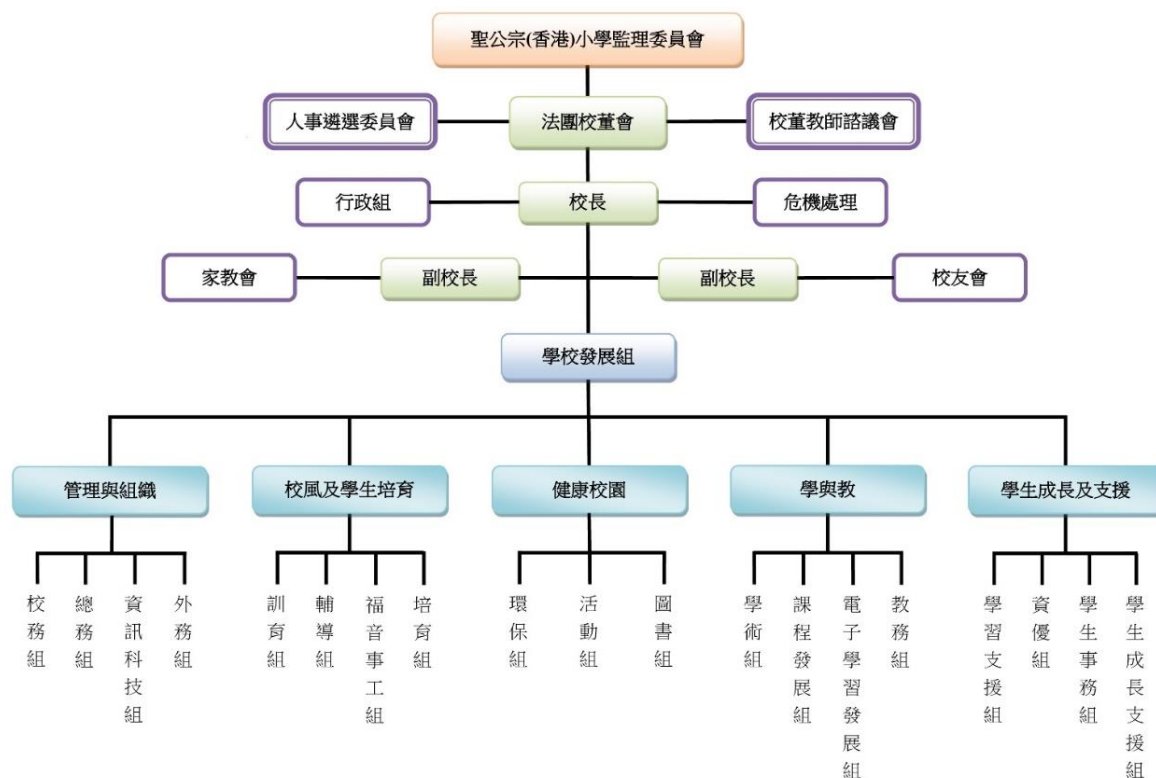 聖公宗(香港)小學監理委員會
人事遴選委員會
法團校董會
校董教師諮議會
行政組
校長
危機處理
家教會
副校長
副校長
校友會
學校發展組
管理與組織
校風及學生培育
健康校園
學與教
學生成長及支援
校務組
總務組
資訊科技組
外務組
訓育組
輔導組
福音事工組
培育組
環保組
活動組
圖書組
學術組
課程發展組
電子學習發展組
教務組
學習支援組
資優組
學生事務組
學生成長支援組